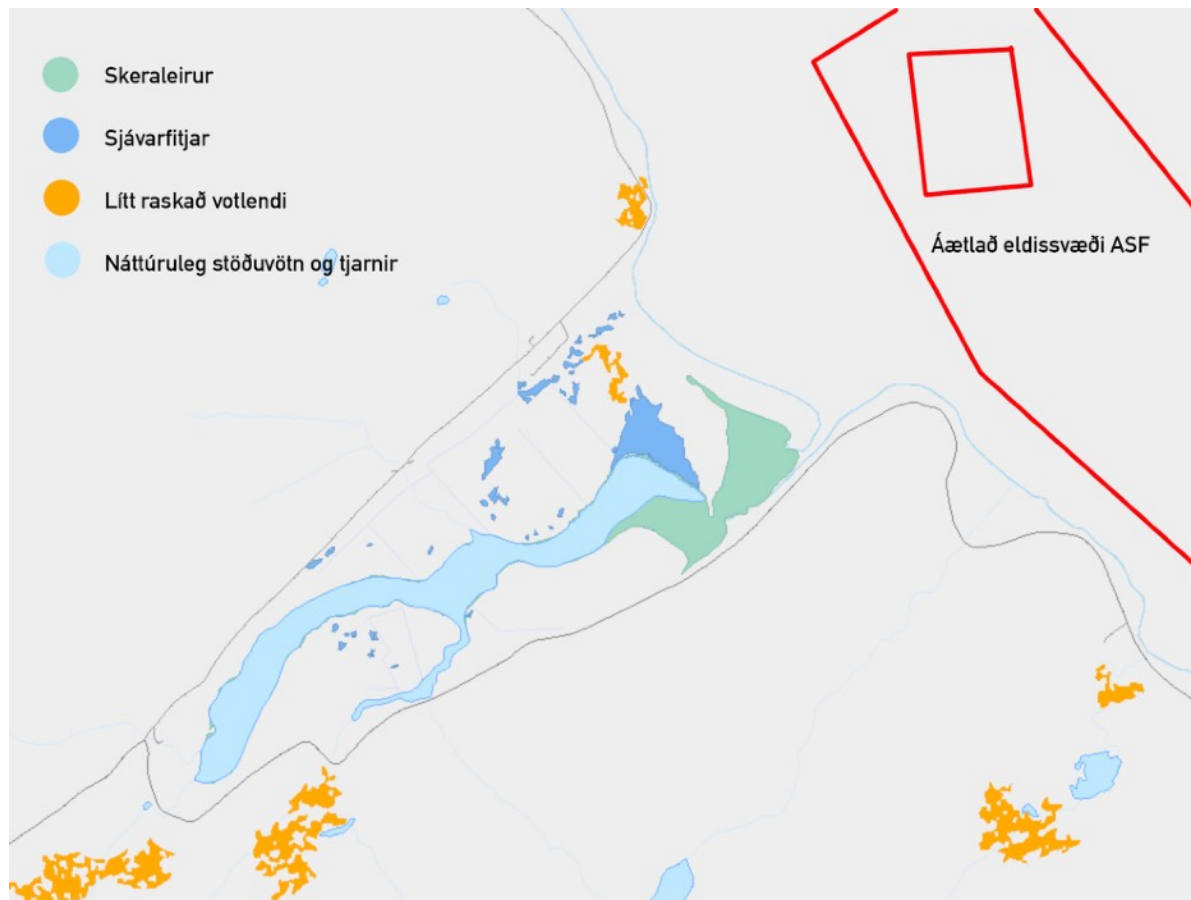 Skeraleirur
Sjávarfitjar
Lítt raskað votlendi
Náttúruleg stöðuvötn og tjarnir
Áætlað eldissvæði ASF